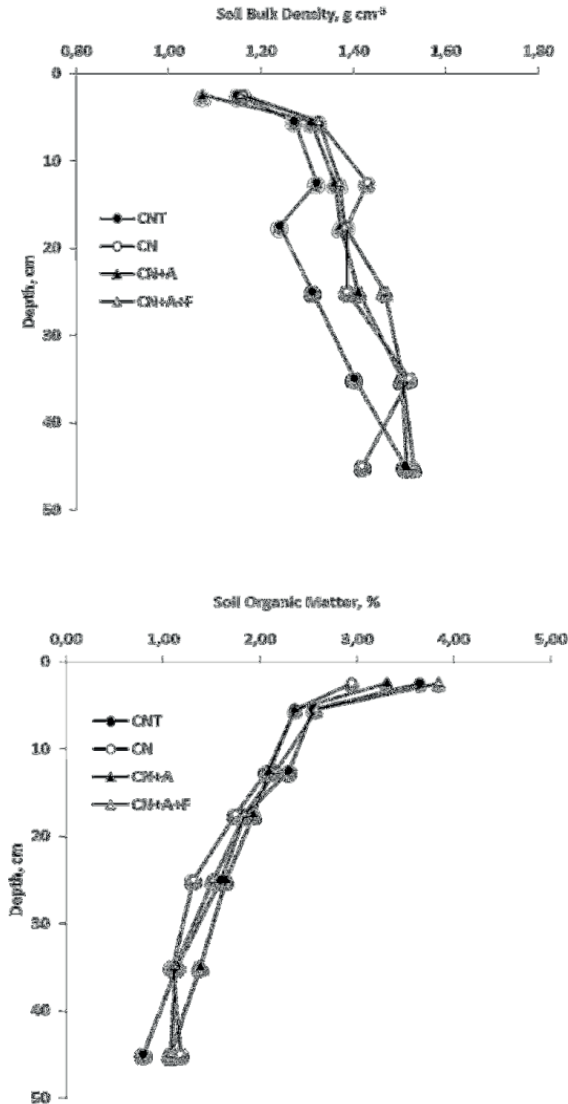 Soil Bulk Density, g cm⁻³
0,80 1,00 1,20 1,40 1,60 1,80
0
10
20
30
40
50
Depth, cm
CNT
CN
CN+A
CN+A+F
Soil Organic Matter, %
0,00 1,00 2,00 3,00 4,00 5,00
0
10
20
30
40
50
Depth, cm
CNT
CN
CN+A
CN+A+F